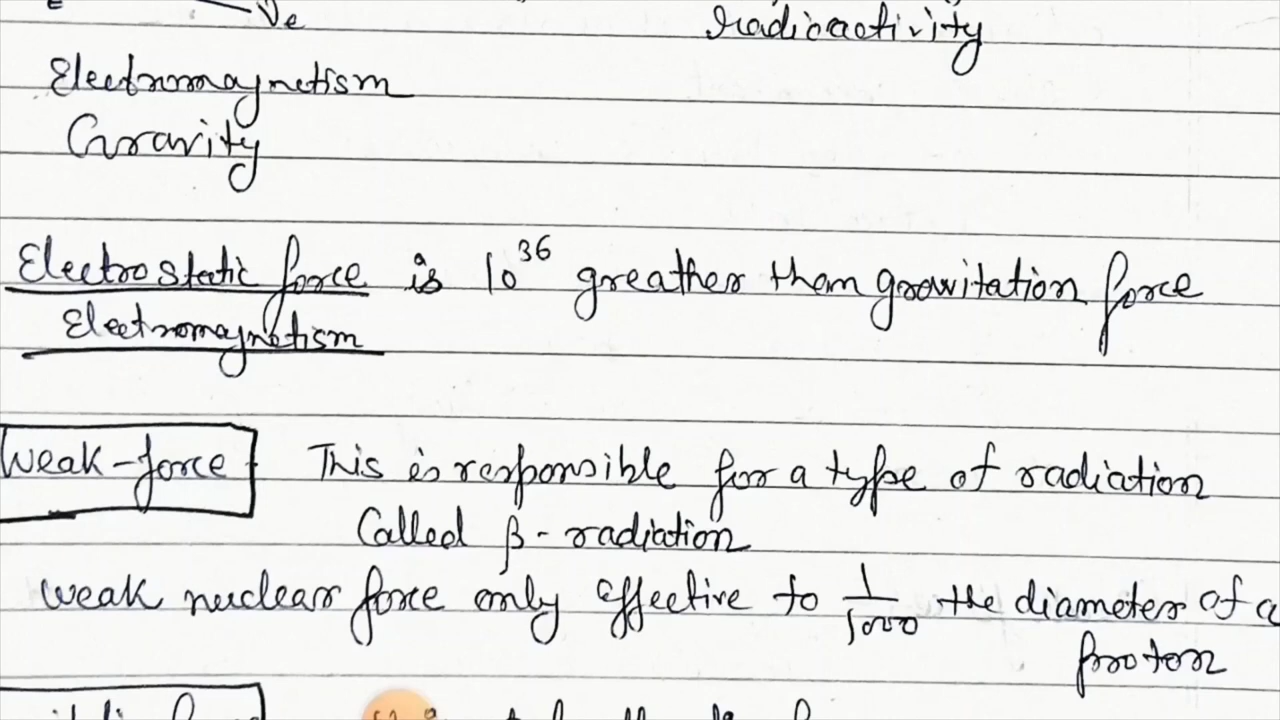 νe radioactivity
Electromagnetism
Gravity
Electrostatic force is 10^36 greather than gravitation force
Electromagnetism
Weak-force This is responsible for a type of radiation
Called β-radiation
weak nuclear force only effective to 1/1000 the diameter of a
proton